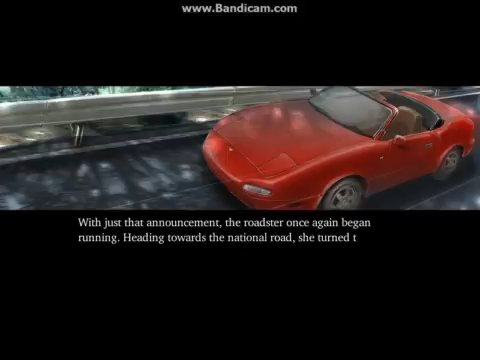 www.Bandicam.com
With just that announcement, the roadster once again began
running. Heading towards the national road, she turned t